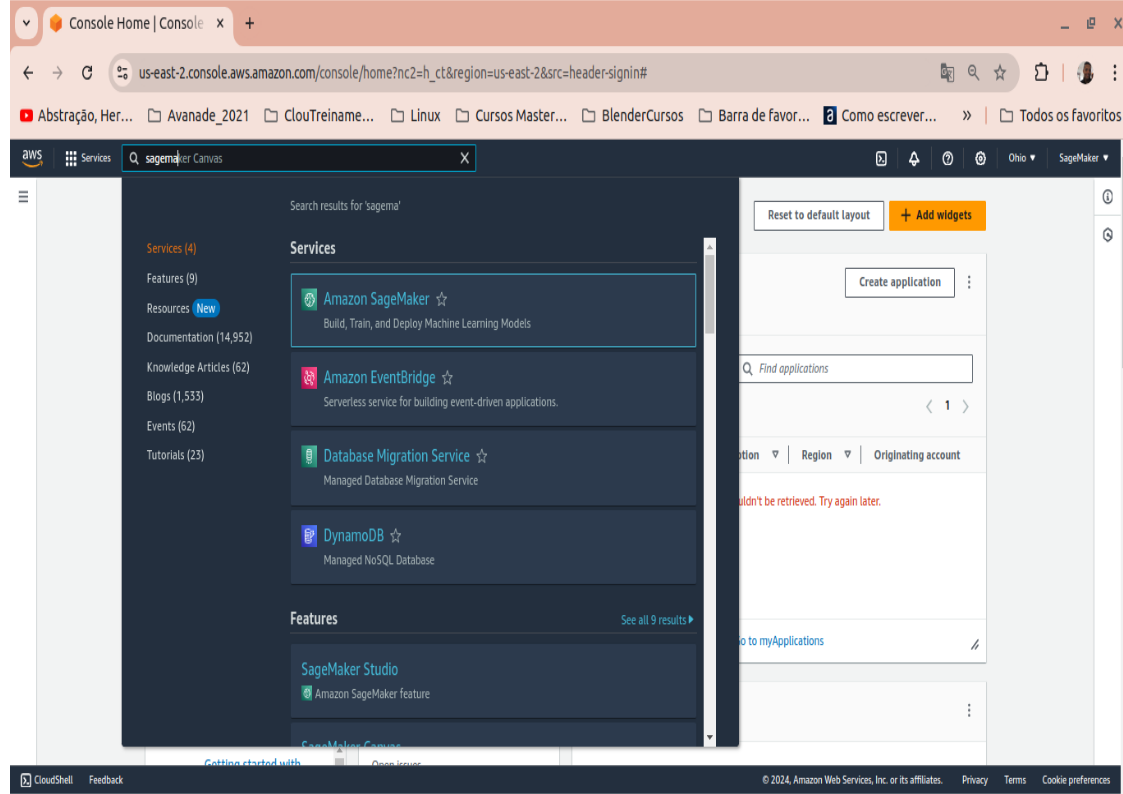 Console Home | Console
us-east-2.console.aws.amazon.com/console/home?nc2=h_ct&region=us-east-2&src=header-signin#
Abstração, Her... Avanade_2021 ClouTreiname... Linux Cursos Master... BlenderCursos Barra de favor... Como escrever... » Todos os favoritos
aws Services sagemaker Canvas Ohio SageMaker
Search results for 'sagema'
Reset to default layout + Add widgets
Services (4)
Features (9)
Resources New
Documentation (14,952)
Knowledge Articles (62)
Blogs (1,533)
Events (62)
Tutorials (23)
Services
Amazon SageMaker
Build, Train, and Deploy Machine Learning Models
Amazon EventBridge
Serverless service for building event-driven applications.
Database Migration Service
Managed Database Migration Service
DynamoDB
Managed NoSQL Database
Features See all 9 results
SageMaker Studio
Amazon SageMaker feature
SageMaker Canvas
Create application
Find applications
1
ption Region Originating account
uldn't be retrieved. Try again later.
Go to myApplications
Getting started with
Open issues
CloudShell Feedback © 2024, Amazon Web Services, Inc. or its affiliates. Privacy Terms Cookie preferences